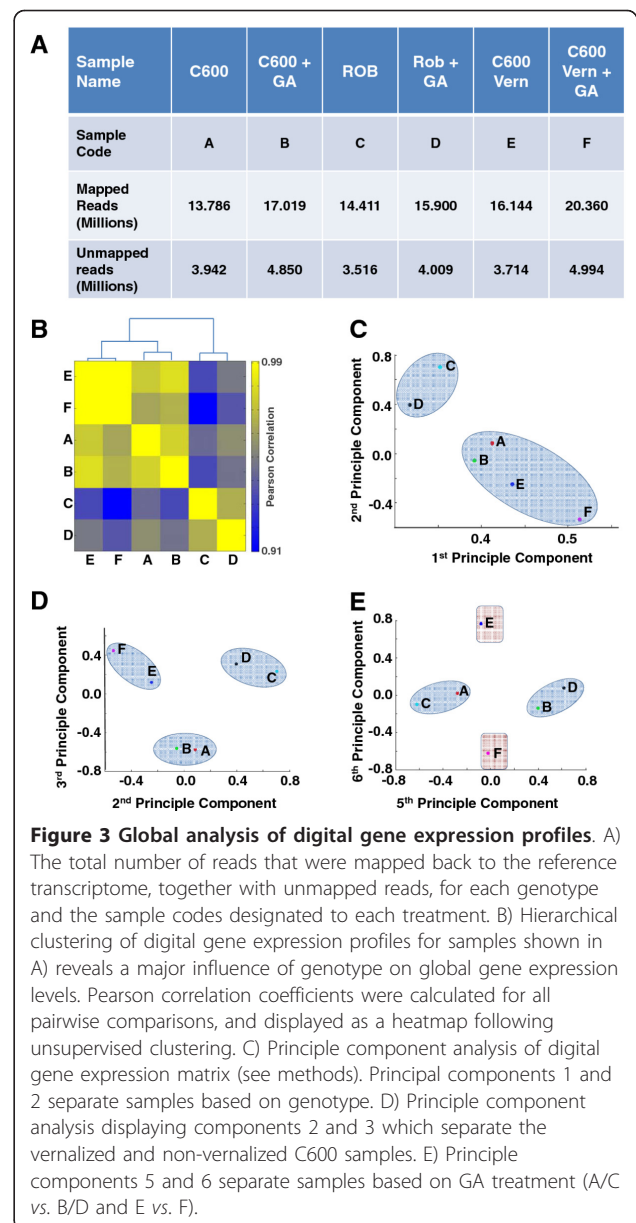 A
Sample Name C600 C600 + GA ROB Rob + GA C600 Vern C600 Vern + GA
Sample Code A B C D E F
Mapped Reads (Millions) 13.786 17.019 14.411 15.900 16.144 20.360
Unmapped reads (Millions) 3.942 4.850 3.516 4.009 3.714 4.994
B
E
F
A
B
C
D
E F A B C D
0.99
Pearson Correlation
0.91
C
2nd Principle Component
0.8
0.4
0.0
-0.4
C
D
A
B
E
F
0.4 0.5
1st Principle Component
D
3rd Principle Component
0.4
0.0
-0.4
-0.8
F
E
D
C
B A
-0.4 0.0 0.4 0.8
2nd Principle Component
E
6th Principle Component
0.8
0.4
0.0
-0.4
-0.8
E
C A
D
B
F
-0.8 -0.4 0.0 0.4 0.8
5th Principle Component
Figure 3 Global analysis of digital gene expression profiles. A)
The total number of reads that were mapped back to the reference
transcriptome, together with unmapped reads, for each genotype
and the sample codes designated to each treatment. B) Hierarchical
clustering of digital gene expression profiles for samples shown in
A) reveals a major influence of genotype on global gene expression
levels. Pearson correlation coefficients were calculated for all
pairwise comparisons, and displayed as a heatmap following
unsupervised clustering. C) Principle component analysis of digital
gene expression matrix (see methods). Principal components 1 and
2 separate samples based on genotype. D) Principle component
analysis displaying components 2 and 3 which separate the
vernalized and non-vernalized C600 samples. E) Principle
components 5 and 6 separate samples based on GA treatment (A/C
vs. B/D and E vs. F).